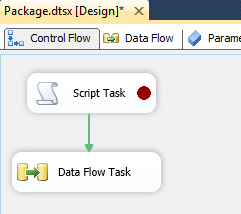 Package.dtsx [Design]*
Control Flow
Data Flow
Parame
Script Task
Data Flow Task